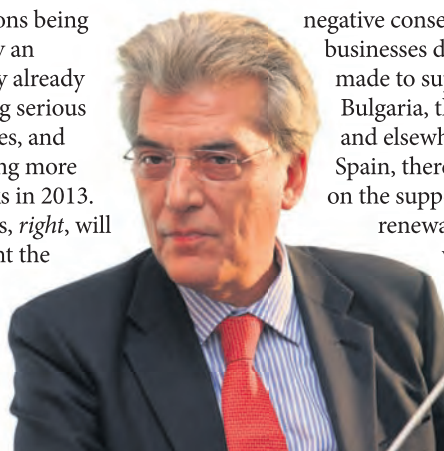 ons being
y an
y already
g serious
es, and
ng more
s in 2013.
s, right, will
nt the
negative conse
businesses d
made to su
Bulgaria, th
and elsewh
Spain, there
on the supp
renewa